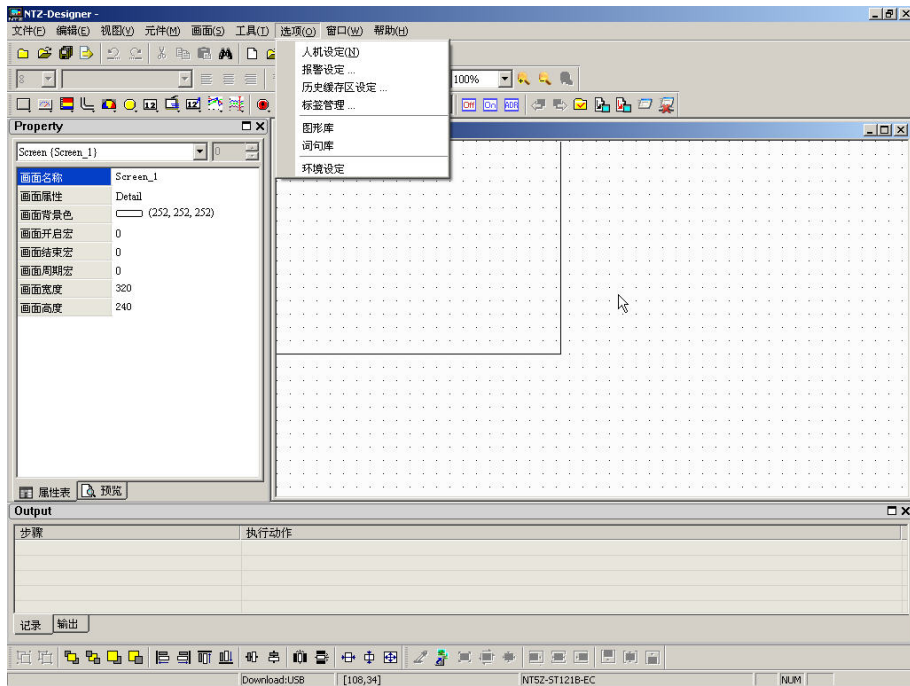 NTZ-Designer -
文件(F) 编辑(E) 视图(V) 元件(M) 画面(S) 工具(T) 选项(O) 窗口(W) 帮助(H)
人机设定(N)
报警设定 ...
历史缓存区设定 ...
标签管理 ...
图形库
词句库
环境设定
8
100%
Off On ADR
Property
Screen {Screen_1} 0
画面名称 Screen_1
画面属性 Detail
画面背景色 (252, 252, 252)
画面开启宏 0
画面结束宏 0
画面周期宏 0
画面宽度 320
画面高度 240
属性表 预览
Output
步骤 执行动作
记录 输出
Download:USB [108,34] NT5Z-ST121B-EC NUM